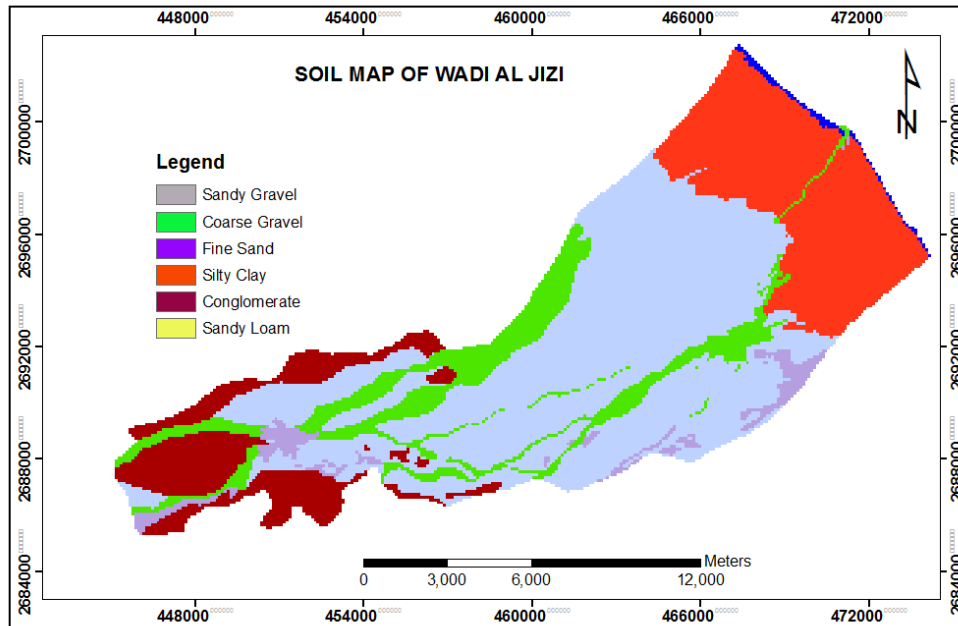 448000 454000 460000 466000 472000
SOIL MAP OF WADI AL JIZI
N
Legend
Sandy Gravel
Coarse Gravel
Fine Sand
Silty Clay
Conglomerate
Sandy Loam
2700000 2700000
2696000 2696000
2692000 2692000
2688000 2688000
2684000 2684000
Meters
0 3,000 6,000 12,000
448000 454000 460000 466000 472000